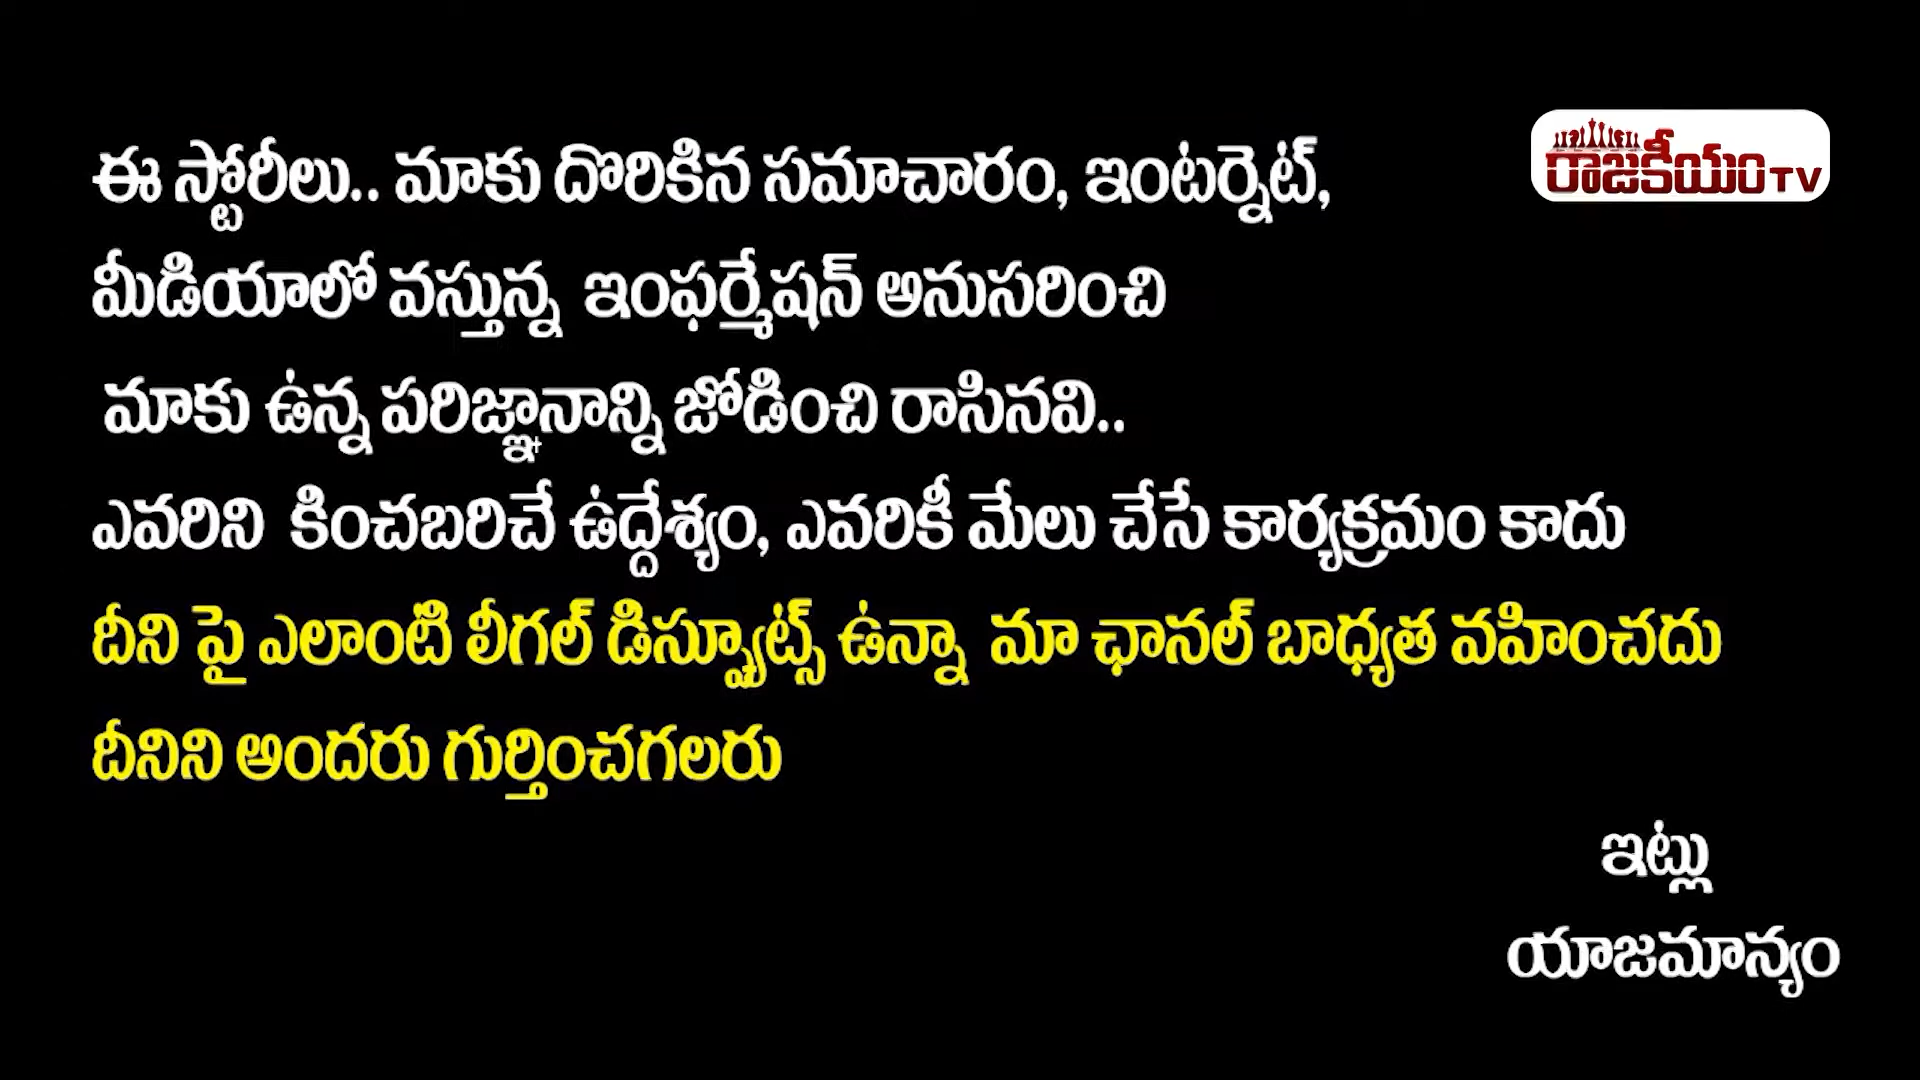 రాజకీయం TV
ఈ స్టోరీలు.. మాకు దొరికిన సమాచారం, ఇంటర్నెట్,
మీడియాలో వస్తున్న ఇంఫర్మేషన్ అనుసరించి
మాకు ఉన్న పరిజ్ఞానాన్ని జోడించి రాసినవి..
ఎవరిని కించబరిచే ఉద్దేశ్యం, ఎవరికీ మేలు చేసే కార్యక్రమం కాదు
దీని పై ఎలాంటి లీగల్ డిస్ప్యూట్స్ ఉన్నా మా ఛానల్ బాధ్యత వహించదు
దీనిని అందరు గుర్తించగలరు
ఇట్లు
యాజమాన్యం